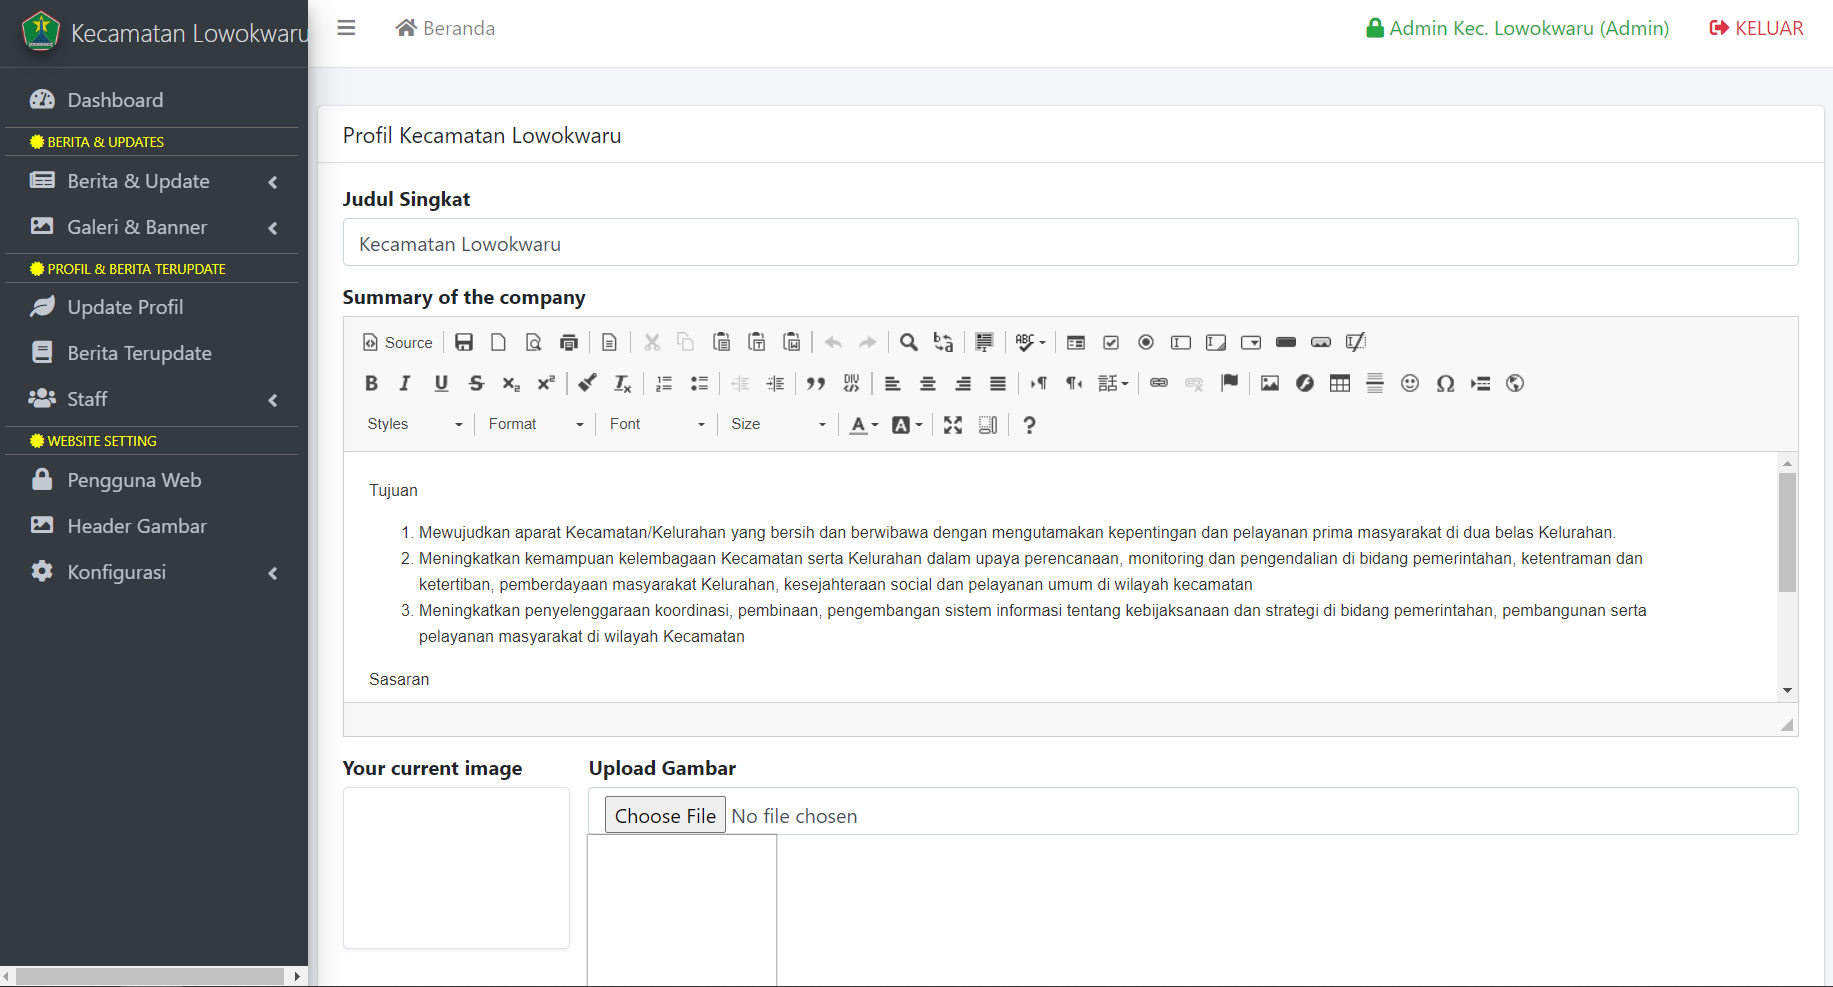 Kecamatan Lowokwaru
Beranda
Admin Kec. Lowokwaru (Admin)
KELUAR
Dashboard
BERITA & UPDATES
Berita & Update
Galeri & Banner
PROFIL & BERITA TERUPDATE
Update Profil
Berita Terupdate
Staff
WEBSITE SETTING
Pengguna Web
Header Gambar
Konfigurasi
Profil Kecamatan Lowokwaru
Judul Singkat
Kecamatan Lowokwaru
Summary of the company
Source
Styles Format Font Size
Tujuan
1. Mewujudkan aparat Kecamatan/Kelurahan yang bersih dan berwibawa dengan mengutamakan kepentingan dan pelayanan prima masyarakat di dua belas Kelurahan.
2. Meningkatkan kemampuan kelembagaan Kecamatan serta Kelurahan dalam upaya perencanaan, monitoring dan pengendalian di bidang pemerintahan, ketentraman dan
ketertiban, pemberdayaan masyarakat Kelurahan, kesejahteraan social dan pelayanan umum di wilayah kecamatan
3. Meningkatkan penyelenggaraan koordinasi, pembinaan, pengembangan sistem informasi tentang kebijaksanaan dan strategi di bidang pemerintahan, pembangunan serta
pelayanan masyarakat di wilayah Kecamatan
Sasaran
Your current image
Upload Gambar
Choose File No file chosen